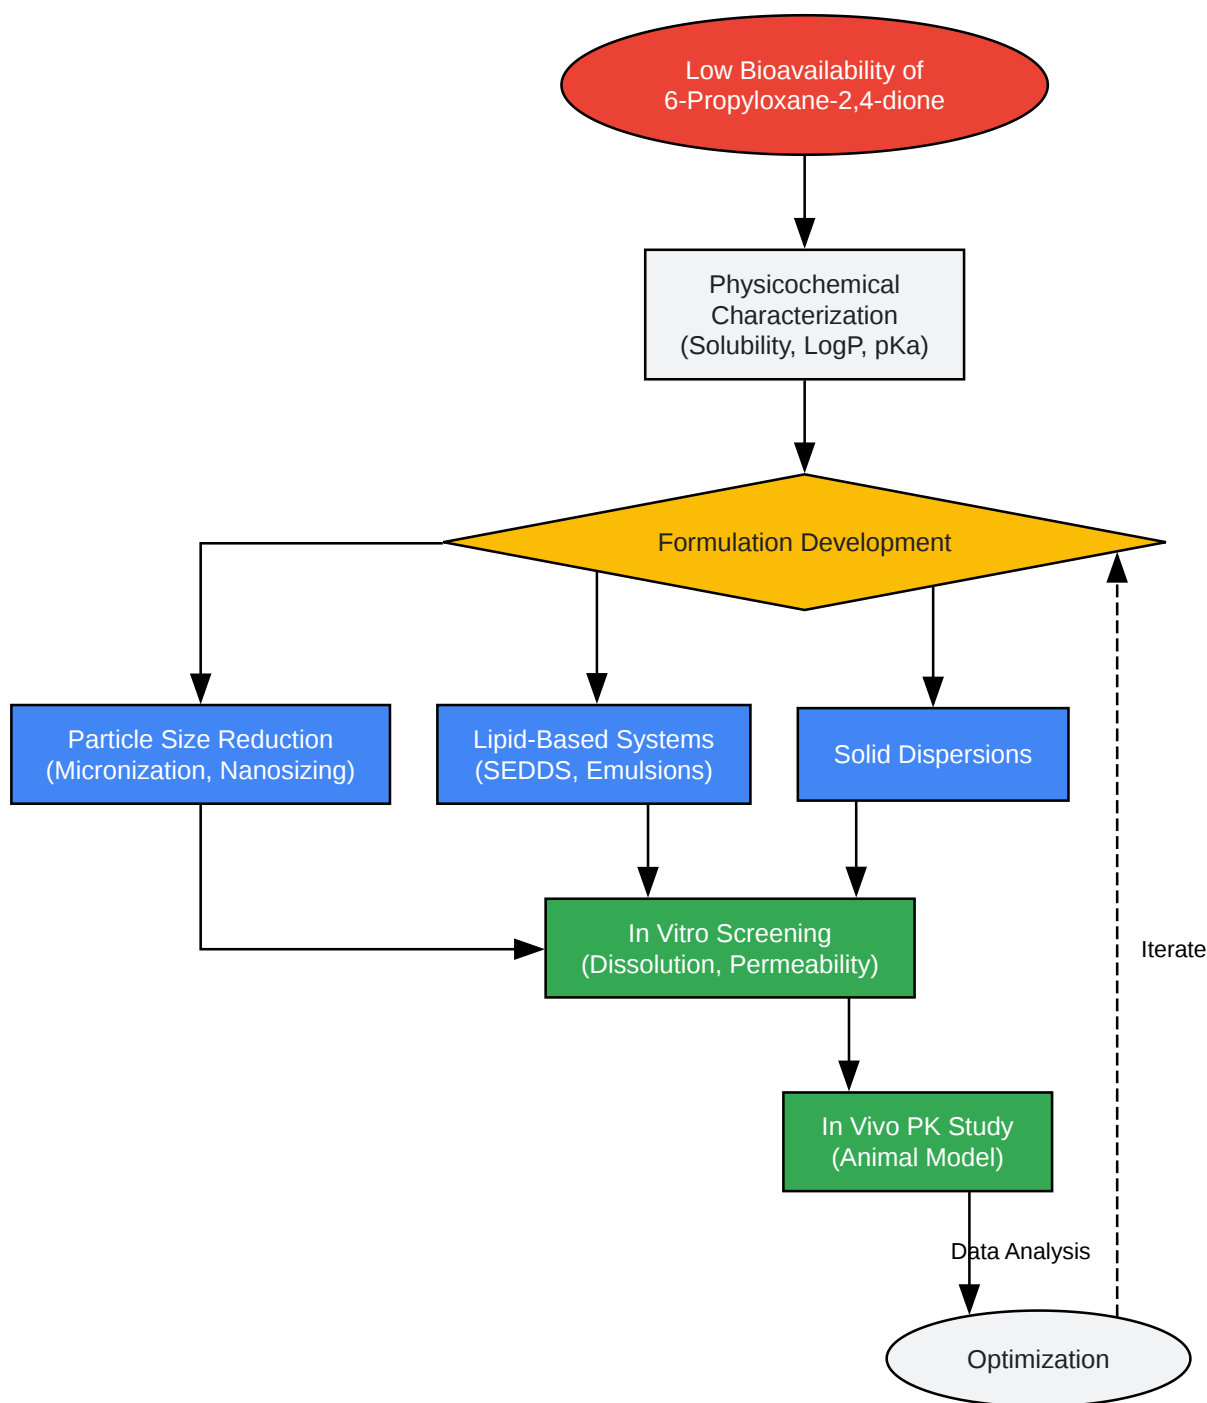 Low Bioavailability of
6-Propyloxane-2,4-dione
Physicochemical
Characterization
(Solubility, LogP, pKa)
Formulation Development
Particle Size Reduction
(Micronization, Nanosizing)
Lipid-Based Systems
(SEDDS, Emulsions)
Solid Dispersions
In Vitro Screening
(Dissolution, Permeability)
Iterate
In Vivo PK Study
(Animal Model)
Data Analysis
Optimization